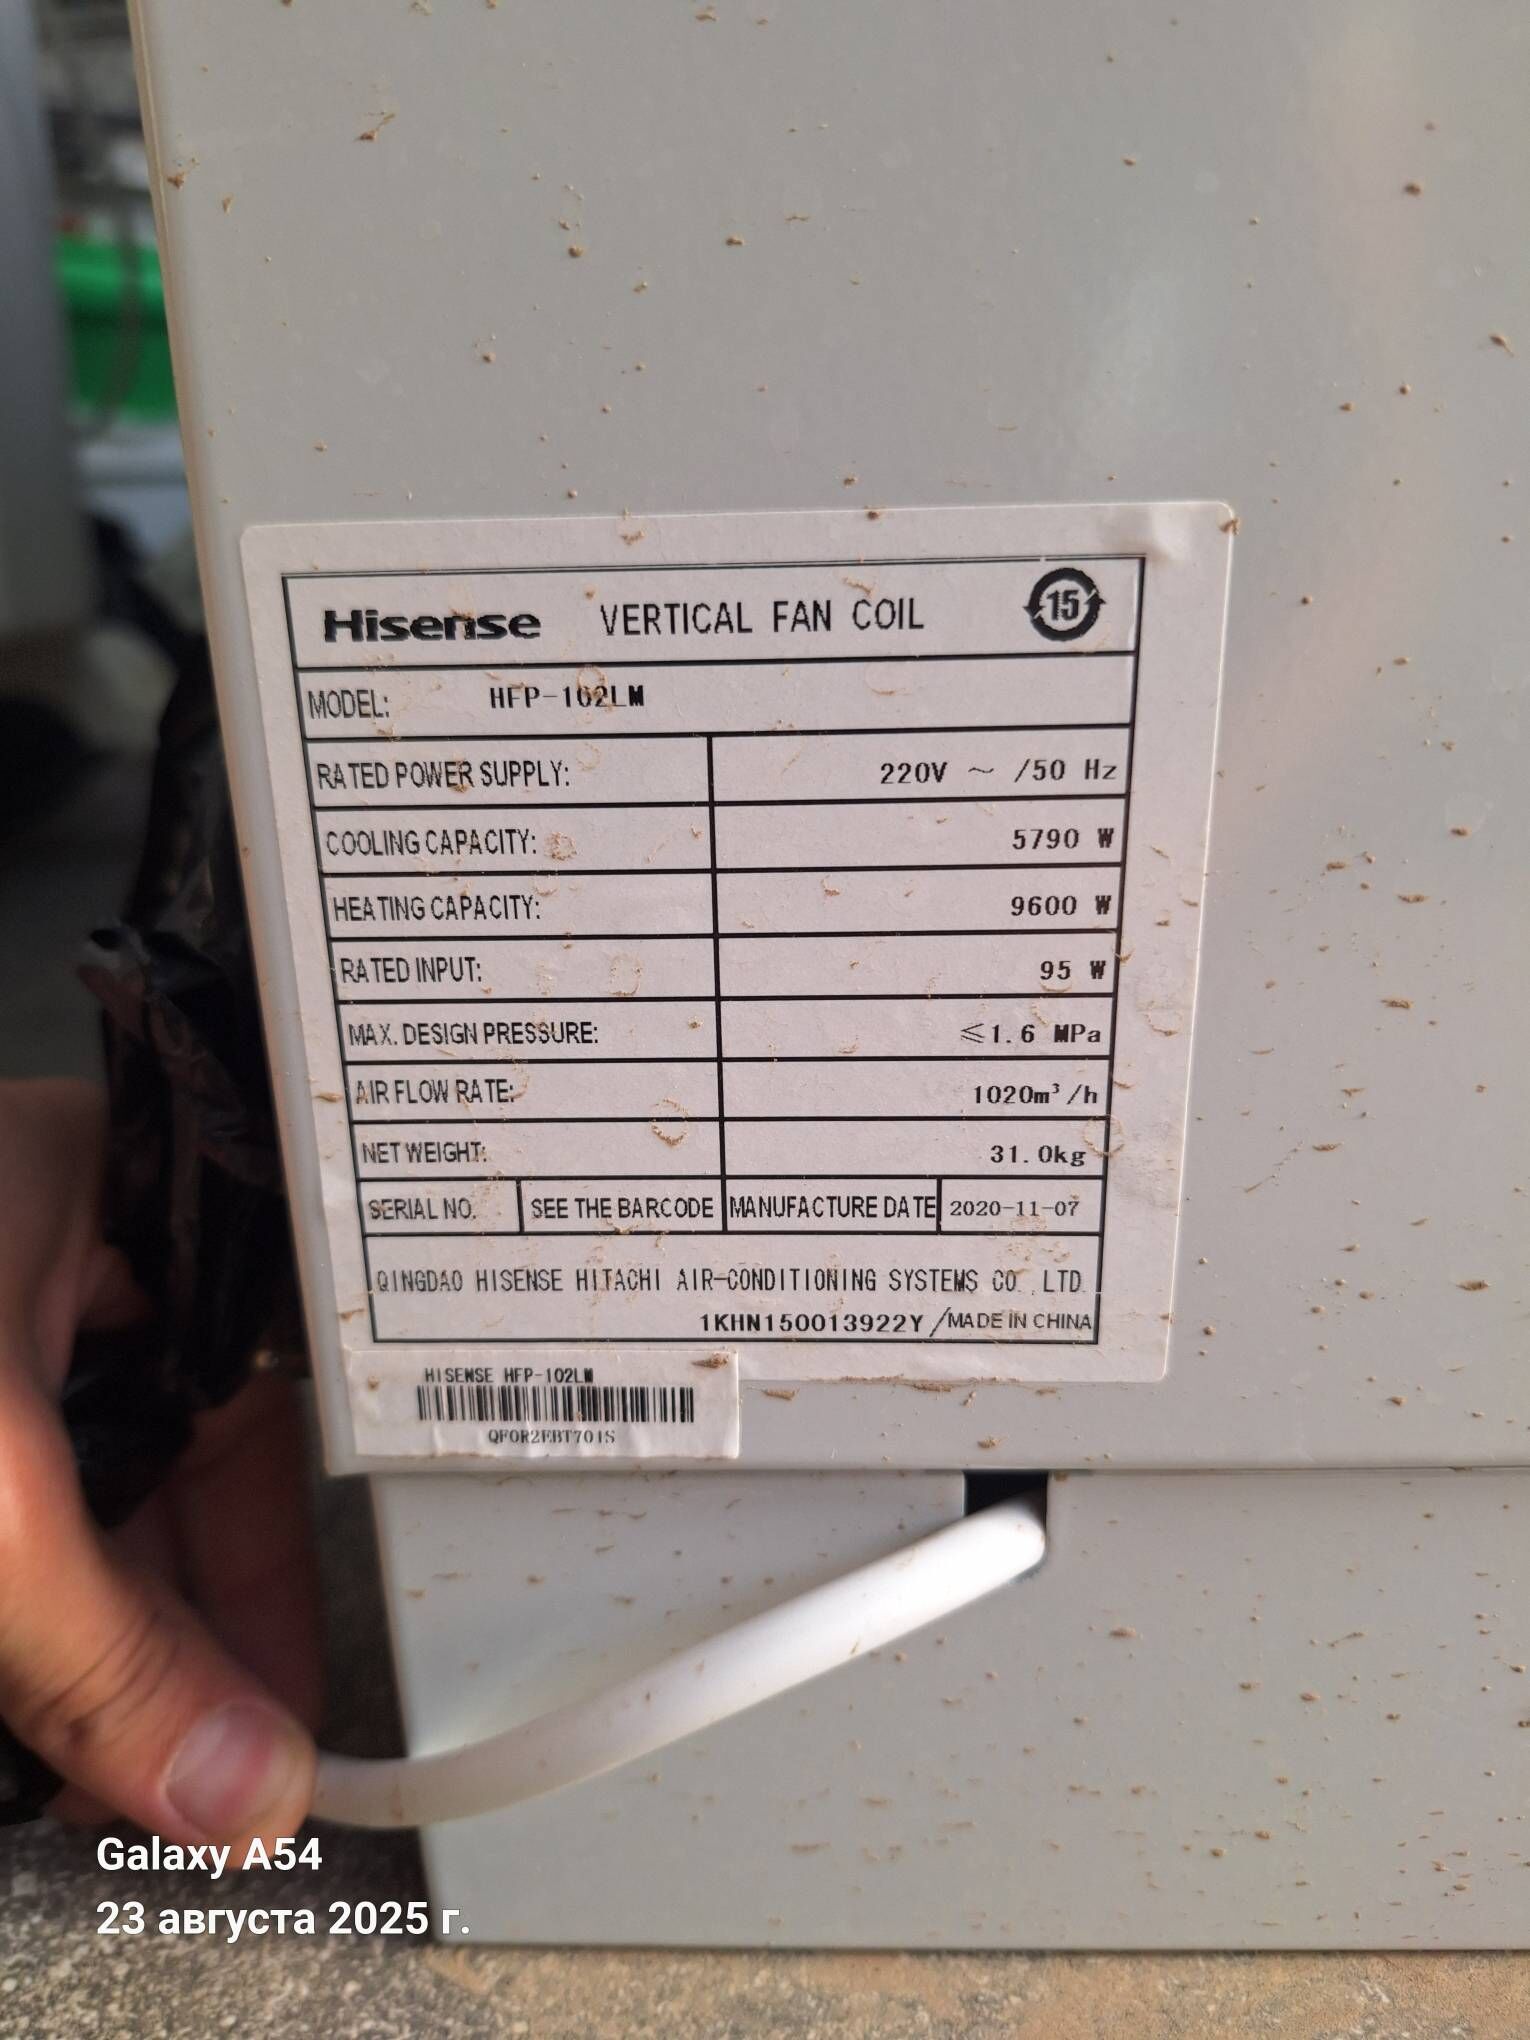 Hisense VERTICAL FAN COIL 15
MODEL: HFP-102LM
RATED POWER SUPPLY: 220V ～ /50 Hz
COOLING CAPACITY: 5790 W
HEATING CAPACITY: 9600 W
RATED INPUT: 95 W
MAX. DESIGN PRESSURE: ≤1.6 MPa
AIR FLOW RATE: 1020m³/h
NET WEIGHT: 31.0kg
SERIAL NO. SEE THE BARCODE MANUFACTURE DATE 2020-11-07
QINGDAO HISENSE HITACHI AIR-CONDITIONING SYSTEMS CO.,LTD.
1KHN150013922Y/MADE IN CHINA
HISENSE HFP-102LM
Galaxy A54
23 августа 2025 г.